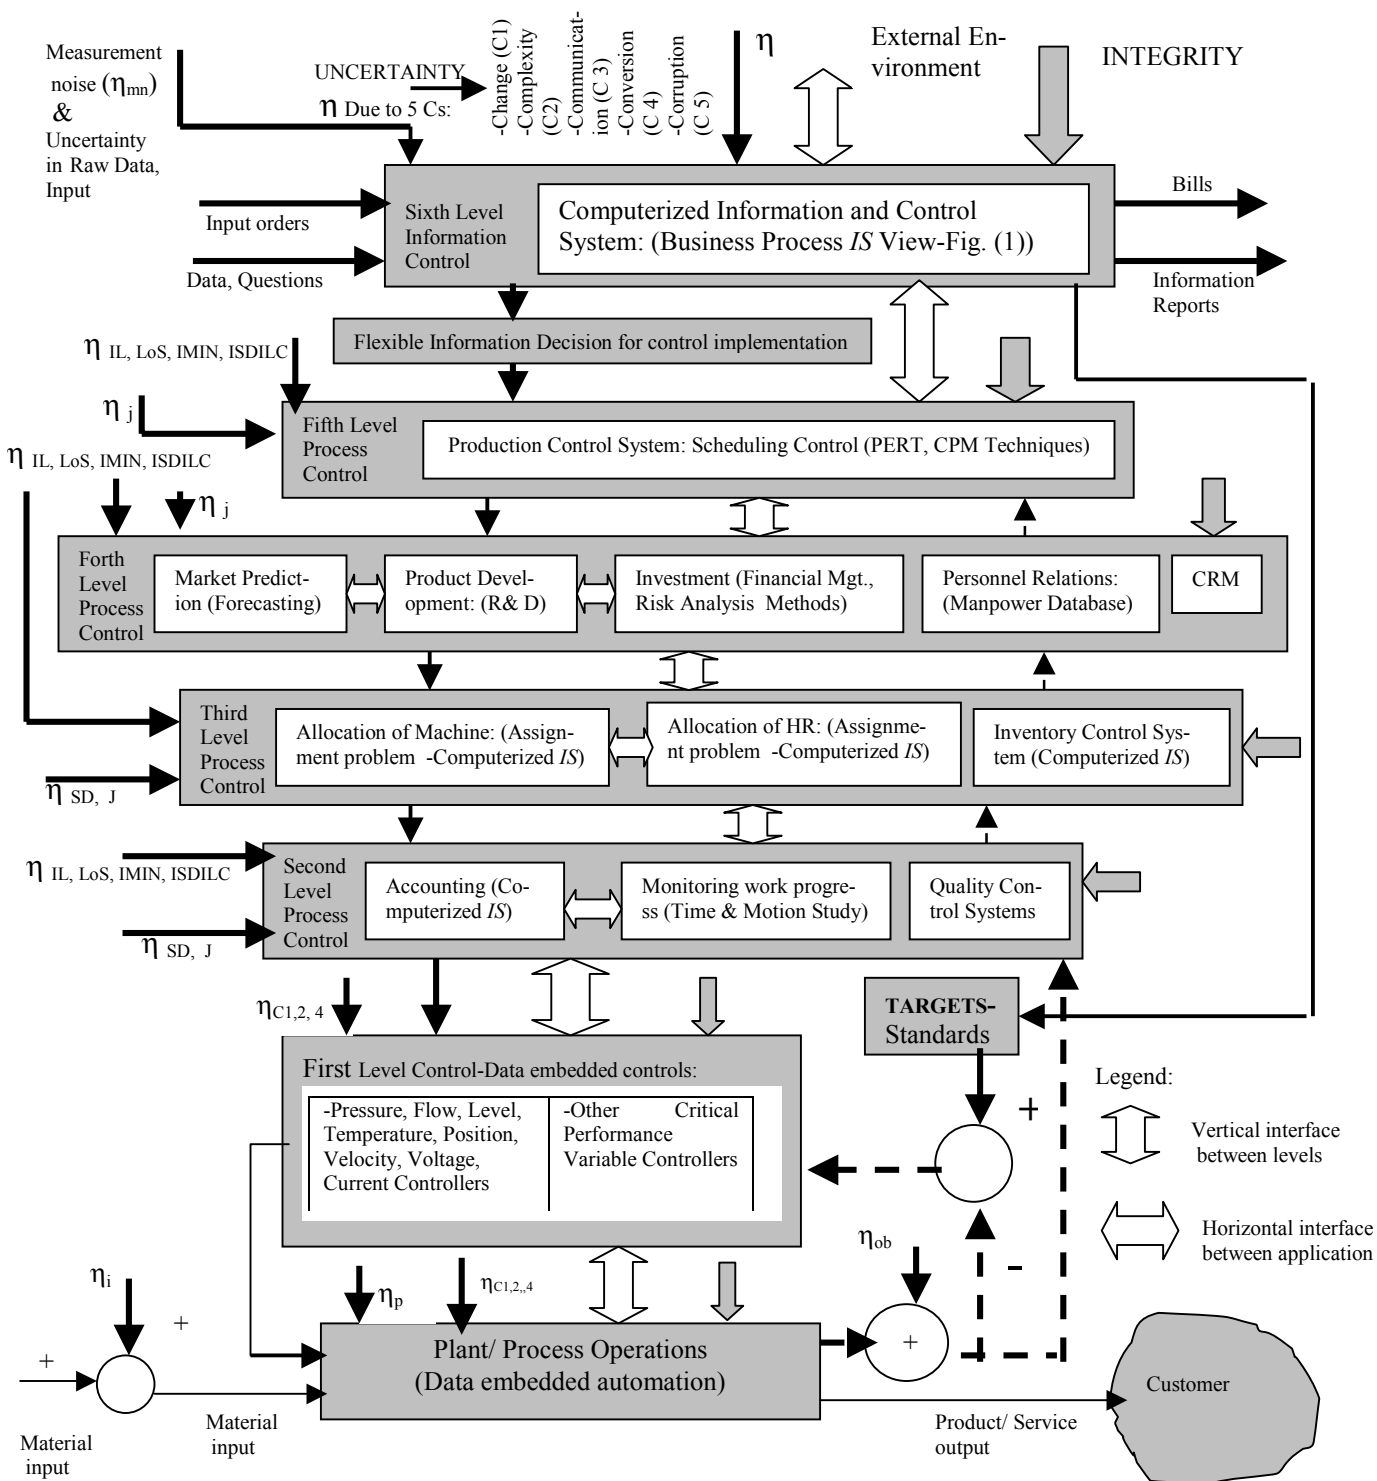 Measurement
noise (ηmn)
&
Uncertainty
in Raw Data,
Input
UNCERTAINTY
η Due to 5 Cs:
-Change (C1)
-Complexity
(C2)
-Communicat-
ion (C 3)
-Conversion
(C 4)
-Corruption
(C 5)
η
External En-
vironment
INTEGRITY
Input orders
Data, Questions
Sixth Level
Information
Control
Computerized Information and Control
System: (Business Process IS View-Fig. (1))
Bills
Information
Reports
Flexible Information Decision for control implementation
η IL, LoS, IMIN, ISDILC
η j
Fifth Level
Process
Control
Production Control System: Scheduling Control (PERT, CPM Techniques)
η IL, LoS, IMIN, ISDILC
η j
Forth
Level
Process
Control
Market Predict-
ion (Forecasting)
Product Devel-
opment: (R& D)
Investment (Financial Mgt.,
Risk Analysis Methods)
Personnel Relations:
(Manpower Database)
CRM
Third
Level
Process
Control
Allocation of Machine: (Assign-
ment problem -Computerized IS)
Allocation of HR: (Assignme-
nt problem -Computerized IS)
Inventory Control Sys-
tem (Computerized IS)
η SD, J
η IL, LoS, IMIN, ISDILC
η SD, J
Second
Level
Process
Control
Accounting (Co-
mputerized IS)
Monitoring work progre-
ss (Time & Motion Study)
Quality Con-
trol Systems
ηC1,2, 4
TARGETS-
Standards
First Level Control-Data embedded controls:
-Pressure, Flow, Level,
Temperature, Position,
Velocity, Voltage,
Current Controllers
-Other Critical
Performance
Variable Controllers
+
-
Legend:
Vertical interface
between levels
Horizontal interface
between application
ηi
+
+
ηp
ηC1,2,,4
ηob
+
Plant/ Process Operations
(Data embedded automation)
Material
input
Material
input
Product/ Service
output
Customer